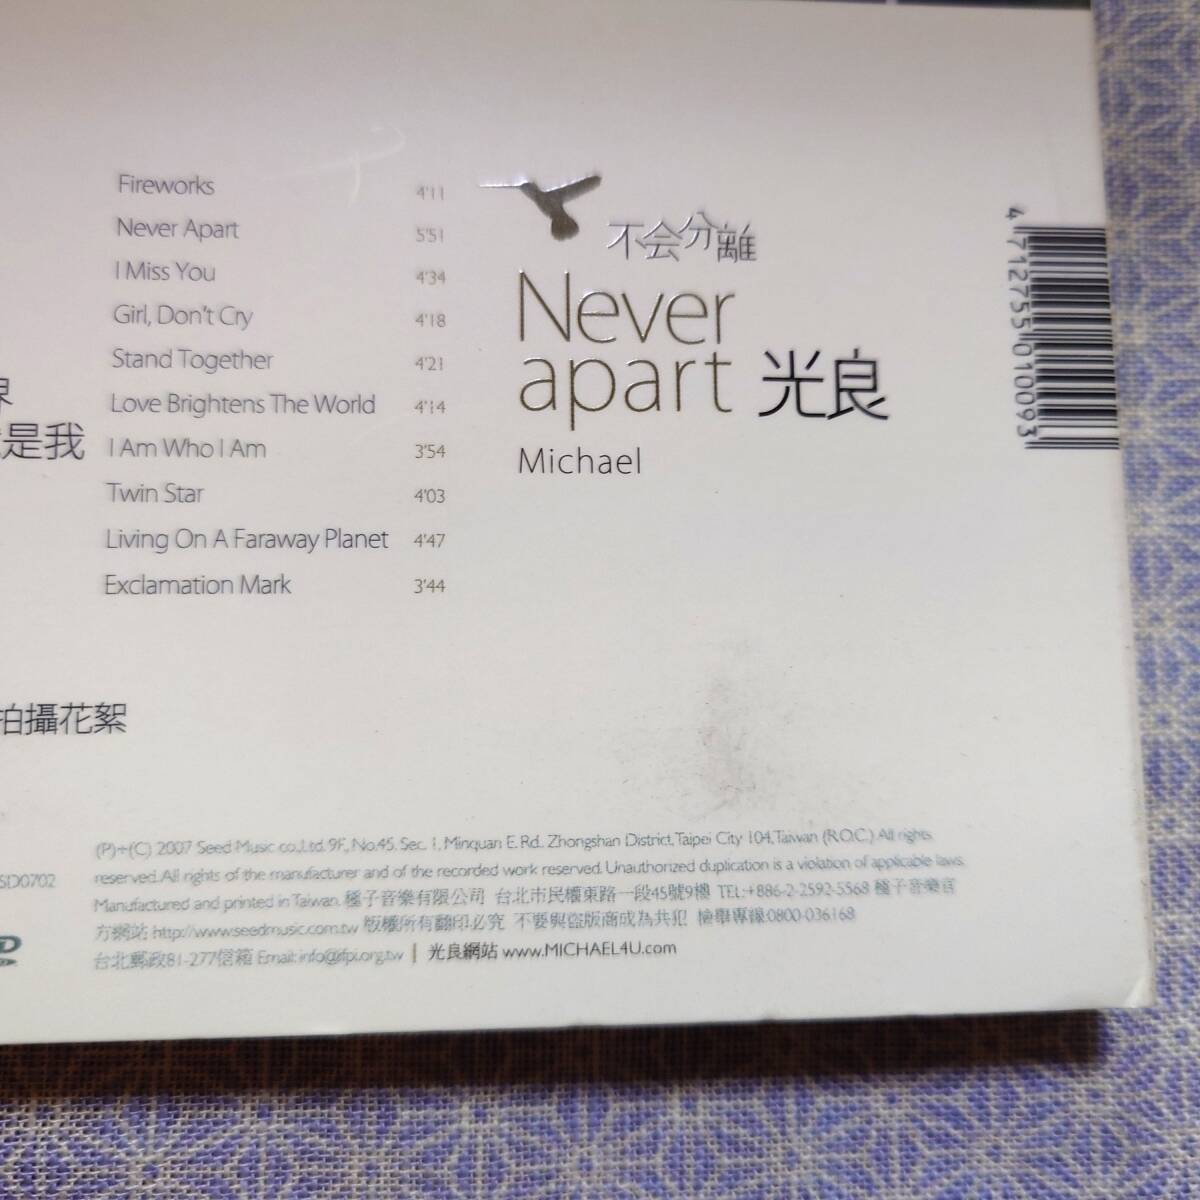 Fireworks 4'11
Never Apart 5'51
I Miss You 4'34
Girl, Don't Cry 4'18
Stand Together 4'21
界 Love Brightens The World 4'14
是我 I Am Who I Am 3'54
Twin Star 4'03
Living On A Faraway Planet 4'47
Exclamation Mark 3'44
拍攝花絮
不会分離
Never
apart 光良
Michael
4 712755 010093
(P)+(C) 2007 Seed Music co.,Ltd. 9F., No.45. Sec. 1, Minquan E. Rd.. Zhongshan District, Taipei City 104, Taiwan (R.O.C.) All rights
reserved. All rights of the manufacturer and of the recorded work reserved. Unauthorized duplication is a violation of applicable laws.
Manufactured and printed in Taiwan. 種子音樂有限公司 台北市民權東路一段45號9樓 TEL:+886-2-2592-5568 種子音樂官
方網站 http://www.seedmusic.com.tw 版權所有翻印必究 不要與盜版商成為共犯 檢舉專線:0800-036168
台北郵政81-277信箱 Email: info@ifpi.org.tw | 光良網站 www.MICHAEL4U.com
SD0702